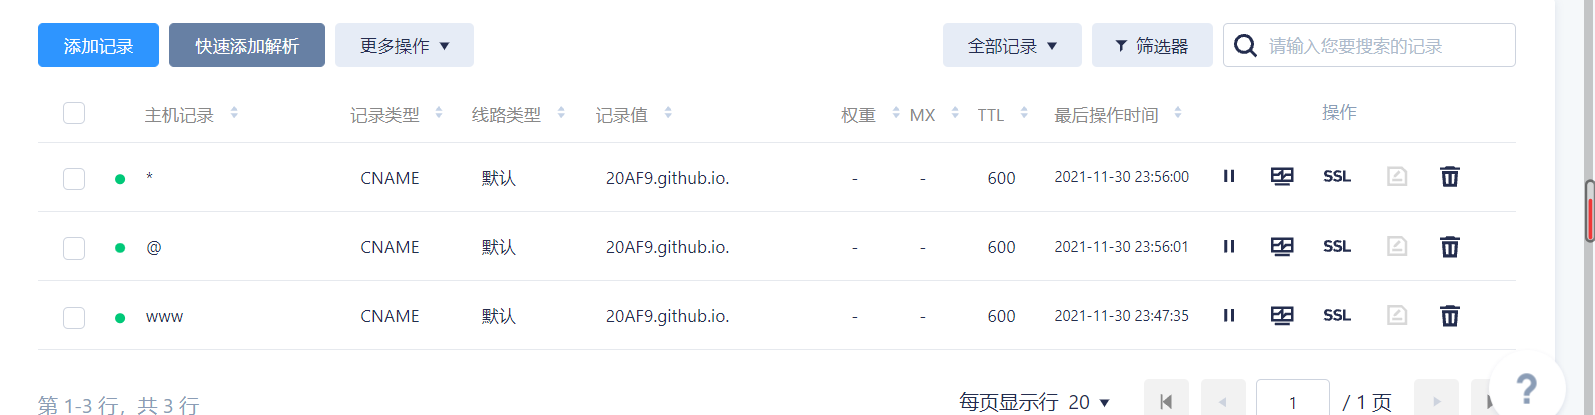 添加记录 快速添加解析 更多操作 全部记录 筛选器 请输入您要搜索的记录
主机记录 记录类型 线路类型 记录值 权重 MX TTL 最后操作时间 操作
* CNAME 默认 20AF9.github.io. - - 600 2021-11-30 23:56:00 SSL
@ CNAME 默认 20AF9.github.io. - - 600 2021-11-30 23:56:01 SSL
www CNAME 默认 20AF9.github.io. - - 600 2021-11-30 23:47:35 SSL
第 1-3 行，共 3 行 每页显示行 20 1 / 1 页 ?